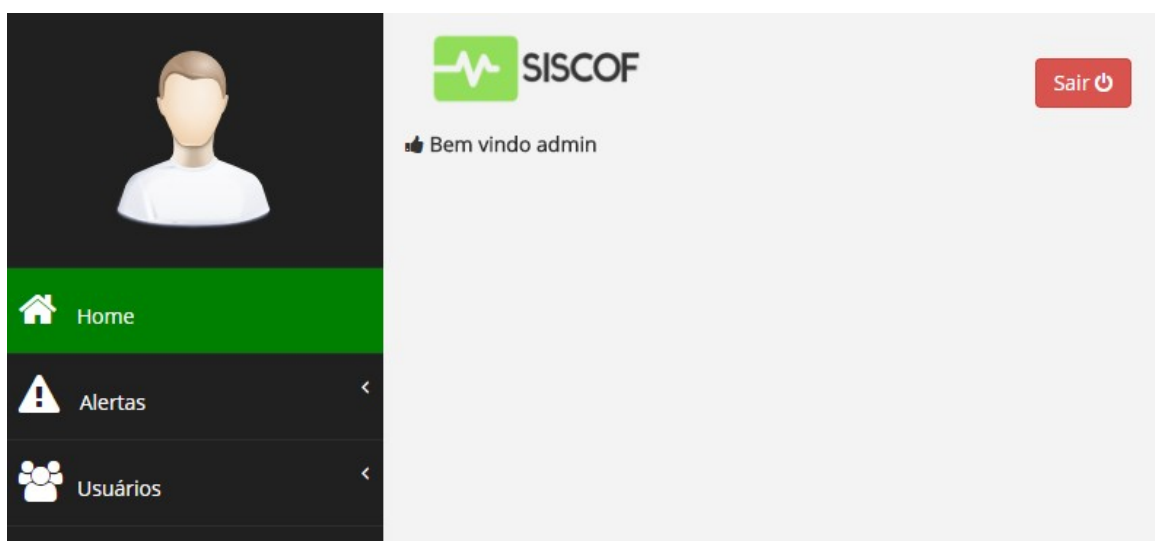 SISCOF
Sair
Bem vindo admin
Home
Alertas
Usuários